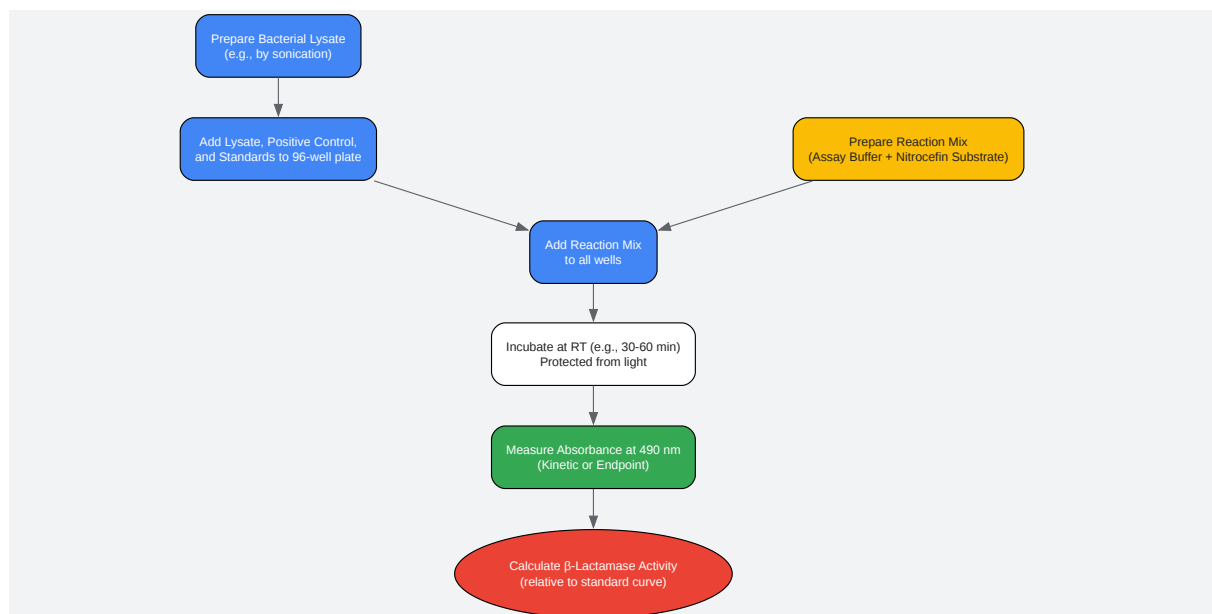 Prepare Bacterial Lysate
(e.g., by sonication)
Add Lysate, Positive Control,
and Standards to 96-well plate
Prepare Reaction Mix
(Assay Buffer + Nitrocefin Substrate)
Add Reaction Mix
to all wells
Incubate at RT (e.g., 30-60 min)
Protected from light
Measure Absorbance at 490 nm
(Kinetic or Endpoint)
Calculate β-Lactamase Activity
(relative to standard curve)